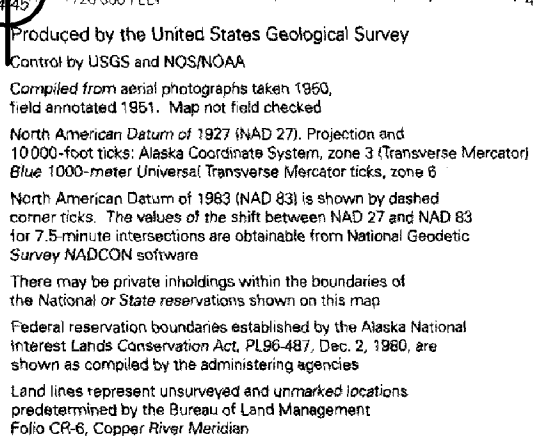 Produced by the United States Geological Survey
Control by USGS and NOS/NOAA
Compiled from aerial photographs taken 1950,
field annotated 1951. Map not field checked
North American Datum of 1927 (NAD 27). Projection and
10 000-foot ticks: Alaska Coordinate System, zone 3 (Transverse Mercator)
Blue 1000-meter Universal Transverse Mercator ticks, zone 6
North American Datum of 1983 (NAD 83) is shown by dashed
corner ticks. The values of the shift between NAD 27 and NAD 83
for 7.5-minute intersections are obtainable from National Geodetic
Survey NADCON software
There may be private inholdings within the boundaries of
the National or State reservations shown on this map
Federal reservation boundaries established by the Alaska National
Interest Lands Conservation Act, PL96-487, Dec. 2, 1980, are
shown as compiled by the administering agencies
Land lines represent unsurveyed and unmarked locations
predetermined by the Bureau of Land Management
Folio CR-6, Copper River Meridian